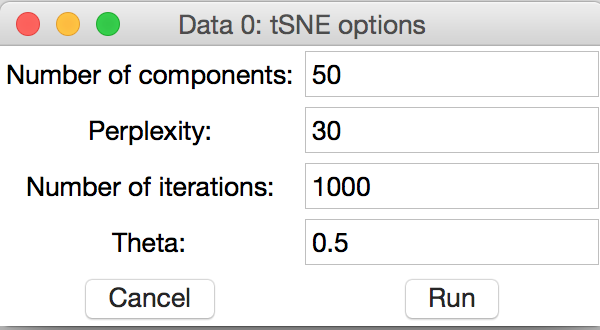 Data 0: tSNE options
Number of components: 50
Perplexity: 30
Number of iterations: 1000
Theta: 0.5
Cancel Run